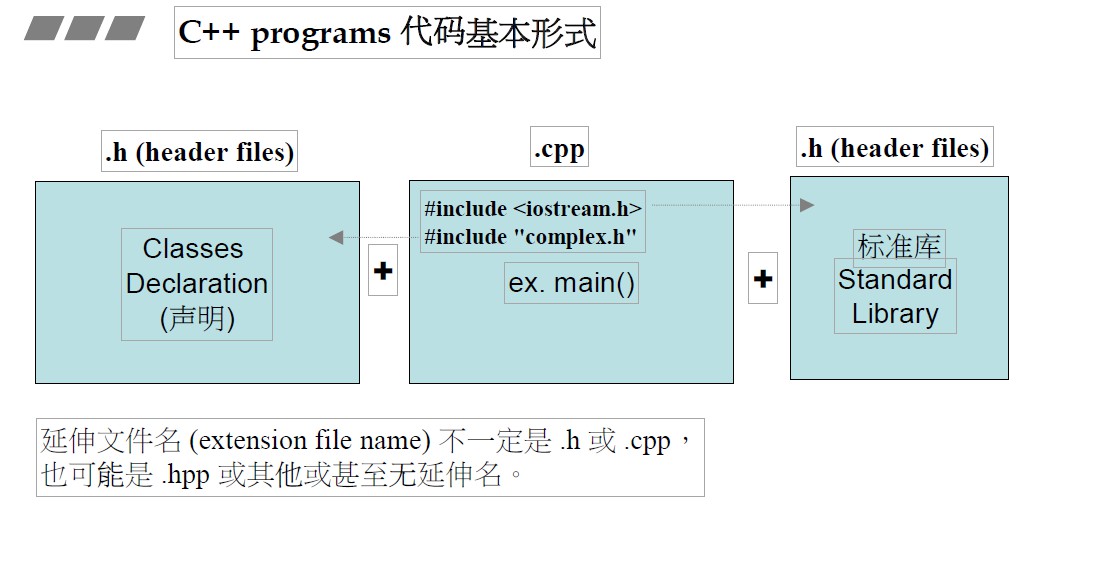 C++ programs 代码基本形式
.h (header files)
.cpp
.h (header files)
Classes
Declaration
(声明)
+
#include <iostream.h>
#include "complex.h"
ex. main()
+
标准库
Standard
Library
延伸文件名 (extension file name) 不一定是 .h 或 .cpp，
也可能是 .hpp 或其他或甚至无延伸名。